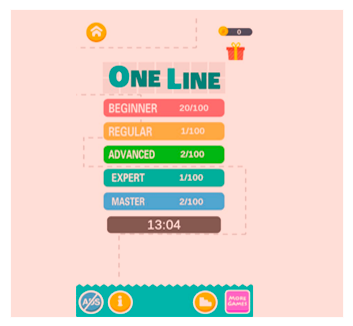 0
ONE LINE
BEGINNER 20/100
REGULAR 1/100
ADVANCED 2/100
EXPERT 1/100
MASTER 2/100
13:04
ADS i MORE GAMES